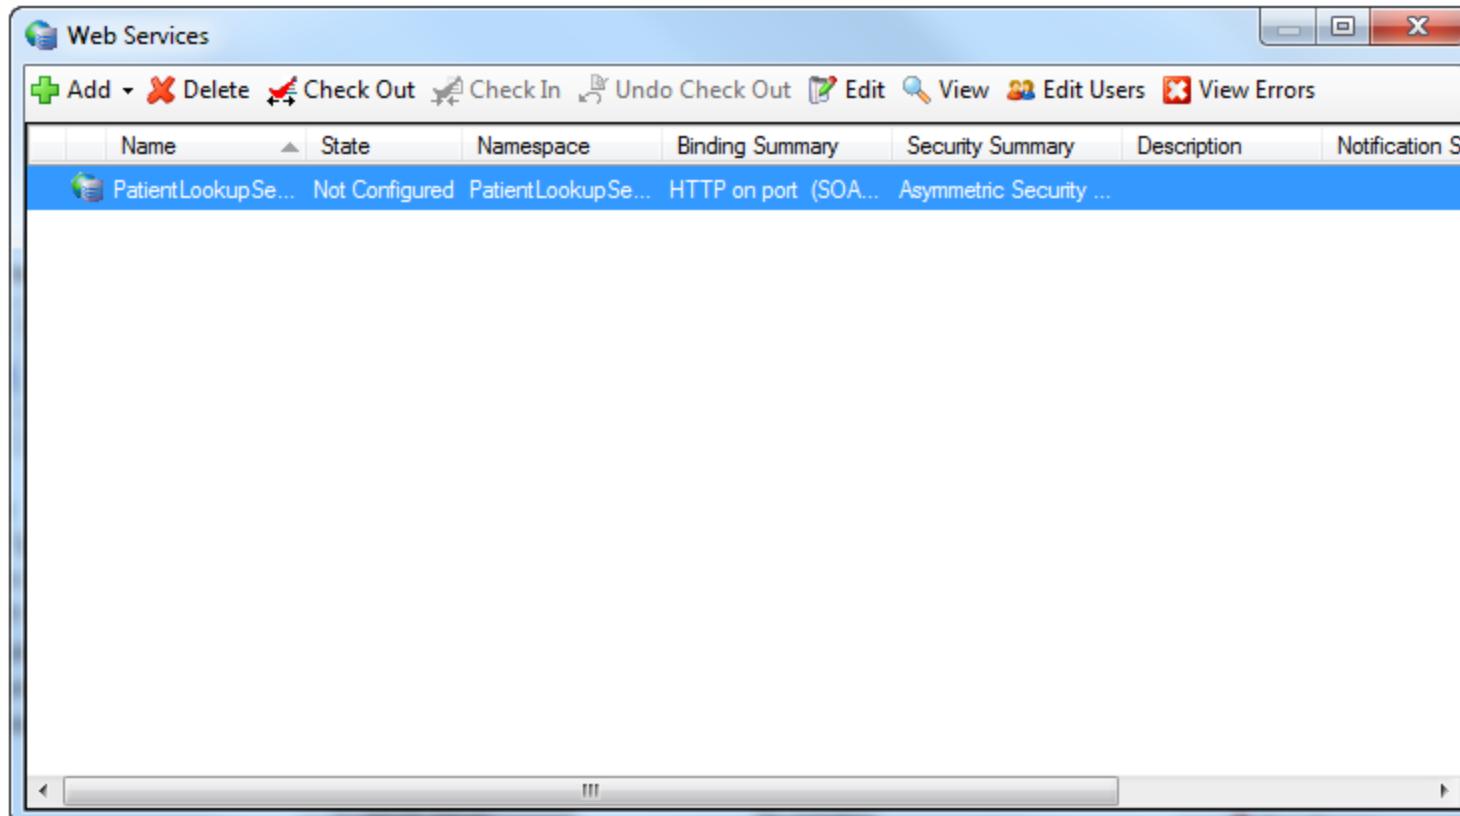 Web Services
Add Delete Check Out Check In Undo Check Out Edit View Edit Users View Errors
Name State Namespace Binding Summary Security Summary Description Notification S
PatientLookupSe... Not Configured PatientLookupSe... HTTP on port (SOA... Asymmetric Security ...